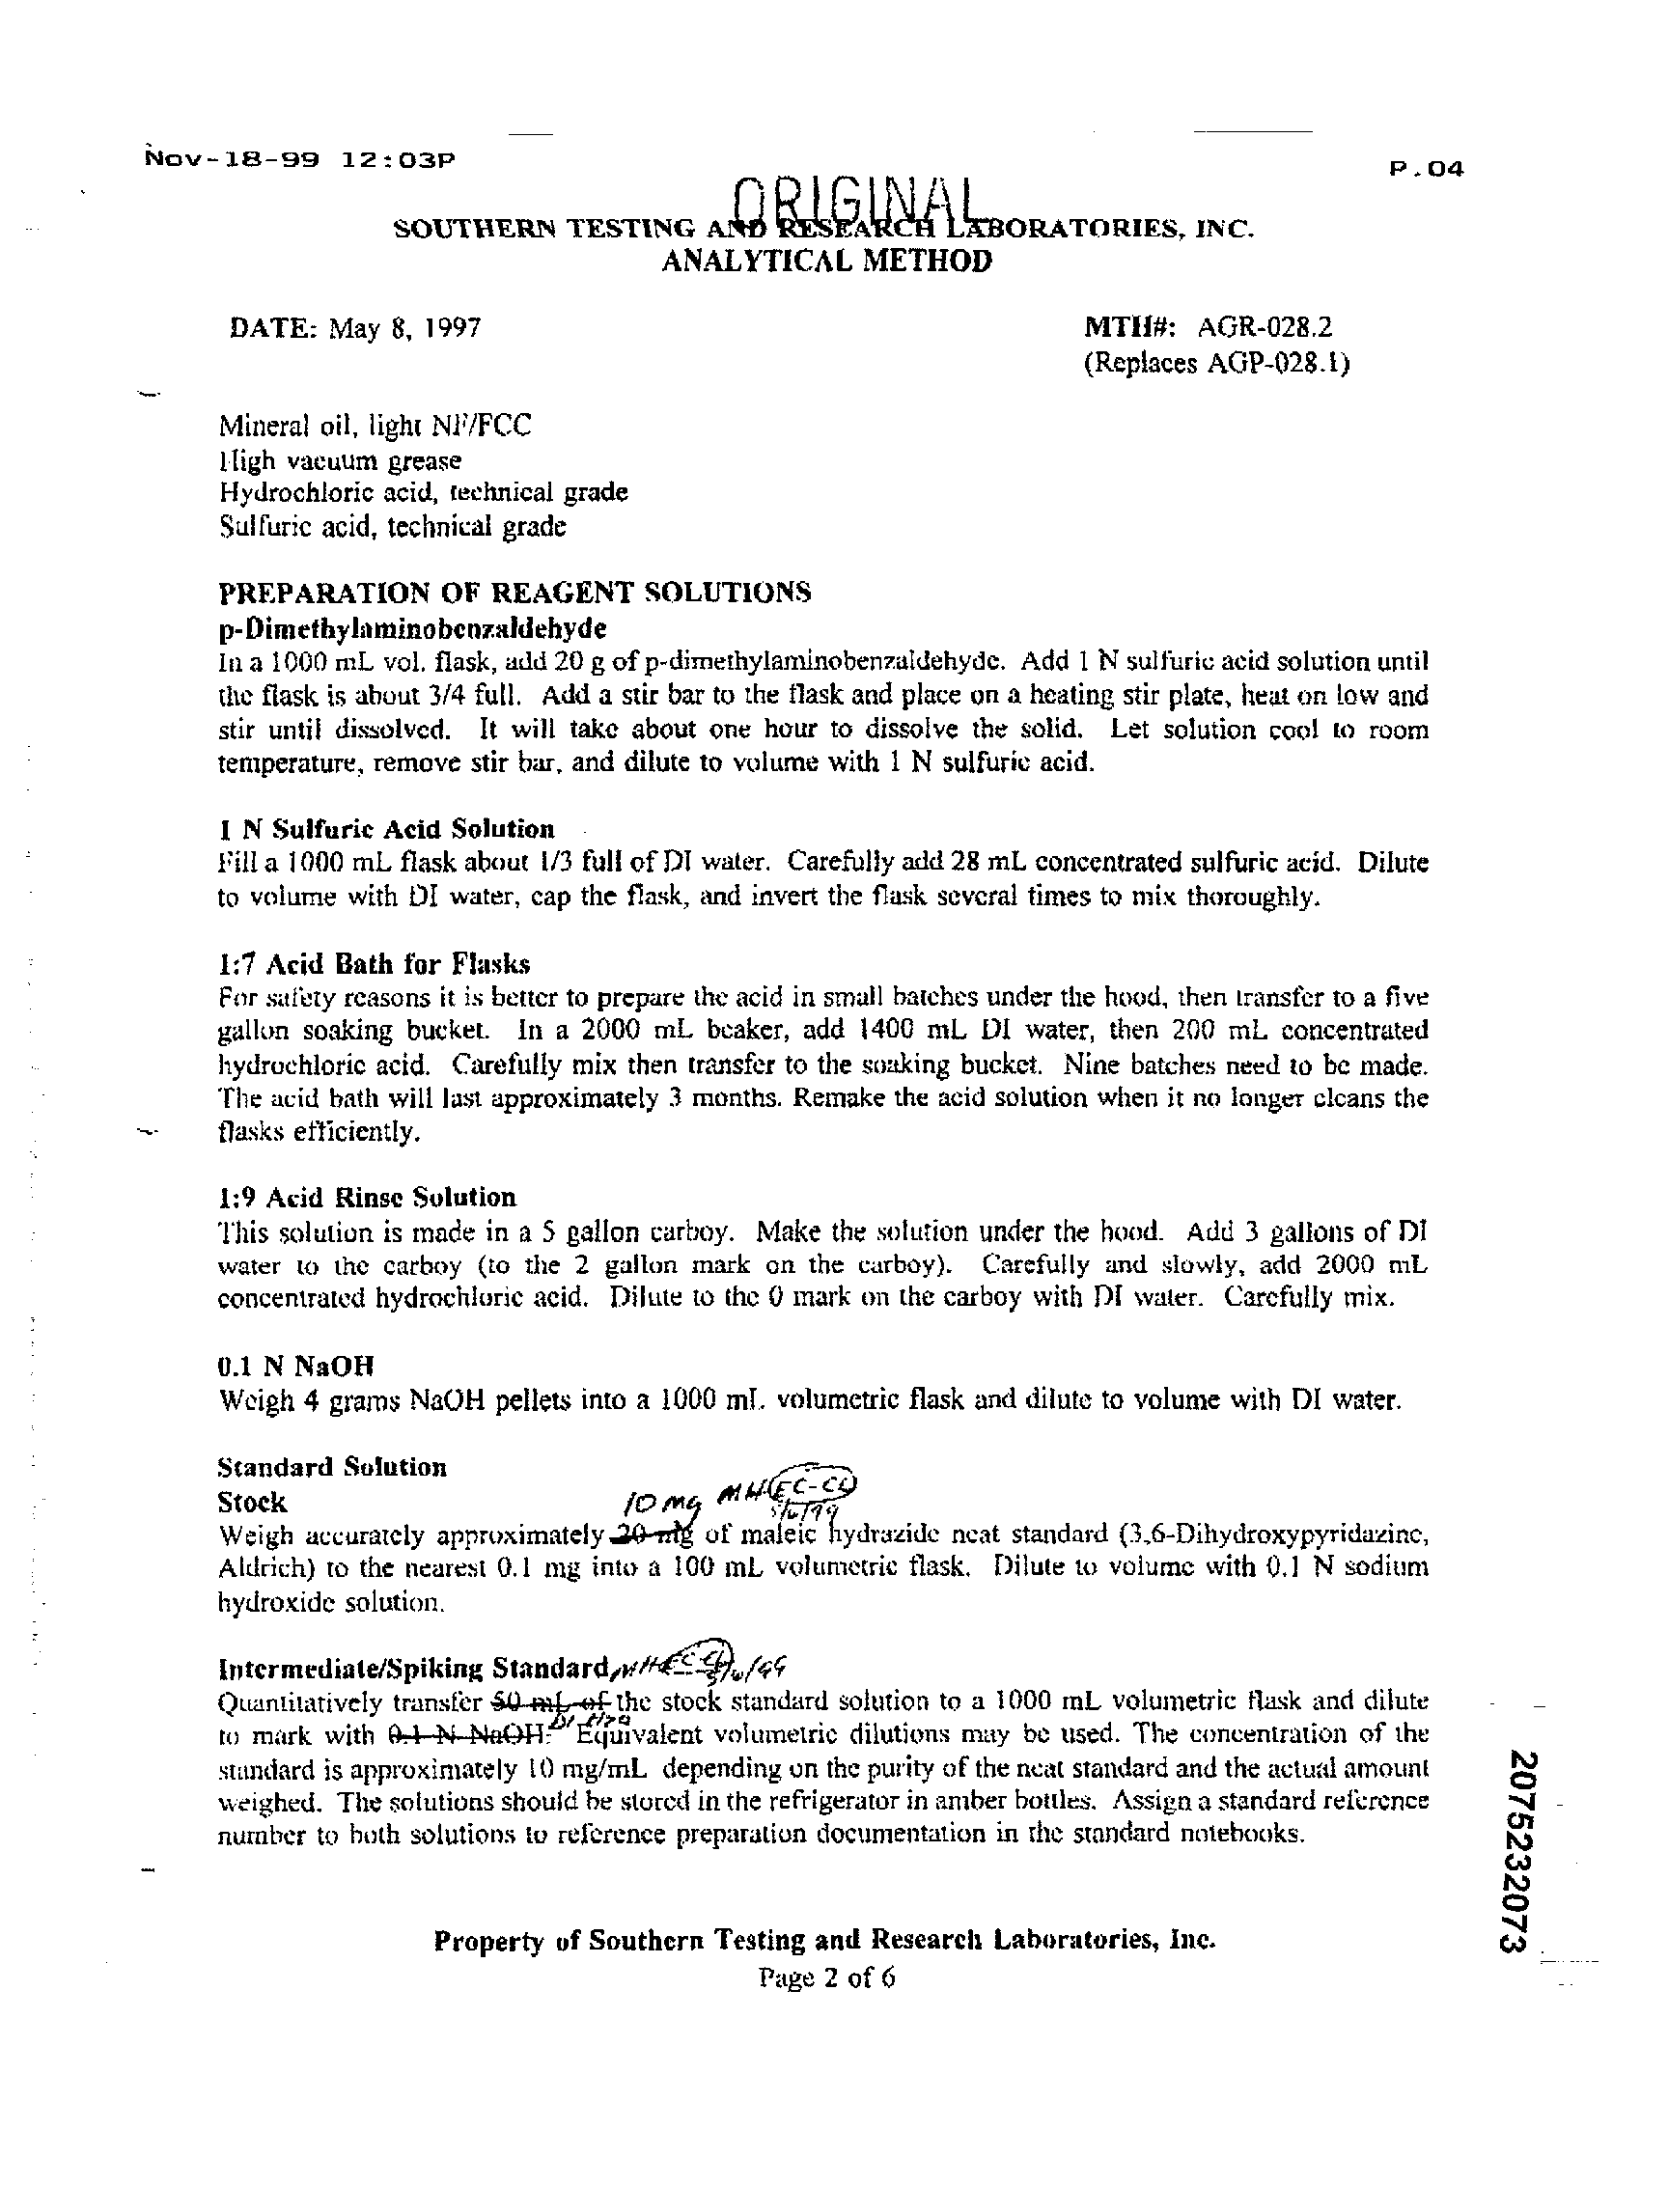 Nov-18-99 12:03P
P.04
ORIGINAL
SOUTHERN TESTING AND RESEARCH LABORATORIES, INC.
ANALYTICAL METHOD
DATE: May 8, 1997
MTH#: AGR-028.2
(Replaces AGP-028.1)
Mineral oil, light NF/FCC
High vacuum grease
Hydrochloric acid, technical grade
Sulfuric acid, technical grade
PREPARATION OF REAGENT SOLUTIONS
p-Dimethylaminobenzaldehyde
In a 1000 mL vol. flask, add 20 g of p-dimethylaminobenzaldehyde. Add 1 N sulfuric acid solution until
the flask is about 3/4 full. Add a stir bar to the flask and place on a heating stir plate, heat on low and
stir until dissolved. It will take about one hour to dissolve the solid. Let solution cool to room
temperature, remove stir bar, and dilute to volume with 1 N sulfuric acid.
1 N Sulfuric Acid Solution
Fill a 1000 mL flask about 1/3 full of DI water. Carefully add 28 mL concentrated sulfuric acid. Dilute
to volume with DI water, cap the flask, and invert the flask several times to mix thoroughly.
1:7 Acid Bath for Flasks
For safety reasons it is better to prepare the acid in small batches under the hood, then transfer to a five
gallon soaking bucket. In a 2000 mL beaker, add 1400 mL DI water, then 200 mL concentrated
hydrochloric acid. Carefully mix then transfer to the soaking bucket. Nine batches need to be made.
The acid bath will last approximately 3 months. Remake the acid solution when it no longer cleans the
flasks efficiently.
1:9 Acid Rinse Solution
This solution is made in a 5 gallon carboy. Make the solution under the hood. Add 3 gallons of DI
water to the carboy (to the 2 gallon mark on the carboy). Carefully and slowly, add 2000 mL
concentrated hydrochloric acid. Dilute to the 0 mark on the carboy with DI water. Carefully mix.
0.1 N NaOH
Weigh 4 grams NaOH pellets into a 1000 mL volumetric flask and dilute to volume with DI water.
Standard Solution
Stock
10 mg MH EC-CG
Weigh accurately approximately 20 mg of maleic hydrazide neat standard (3,6-Dihydroxypyridazine,
Aldrich) to the nearest 0.1 mg into a 100 mL volumetric flask. Dilute to volume with 0.1 N sodium
hydroxide solution.
Intermediate/Spiking Standard
Quantitatively transfer 50 mL of the stock standard solution to a 1000 mL volumetric flask and dilute
to mark with 0.1 N NaOH. DI H2O Equivalent volumetric dilutions may be used. The concentration of the
standard is approximately 10 mg/mL depending on the purity of the neat standard and the actual amount
weighed. The solutions should be stored in the refrigerator in amber bottles. Assign a standard reference
number to both solutions to reference preparation documentation in the standard notebooks.
2075232073
Property of Southern Testing and Research Laboratories, Inc.
Page 2 of 6